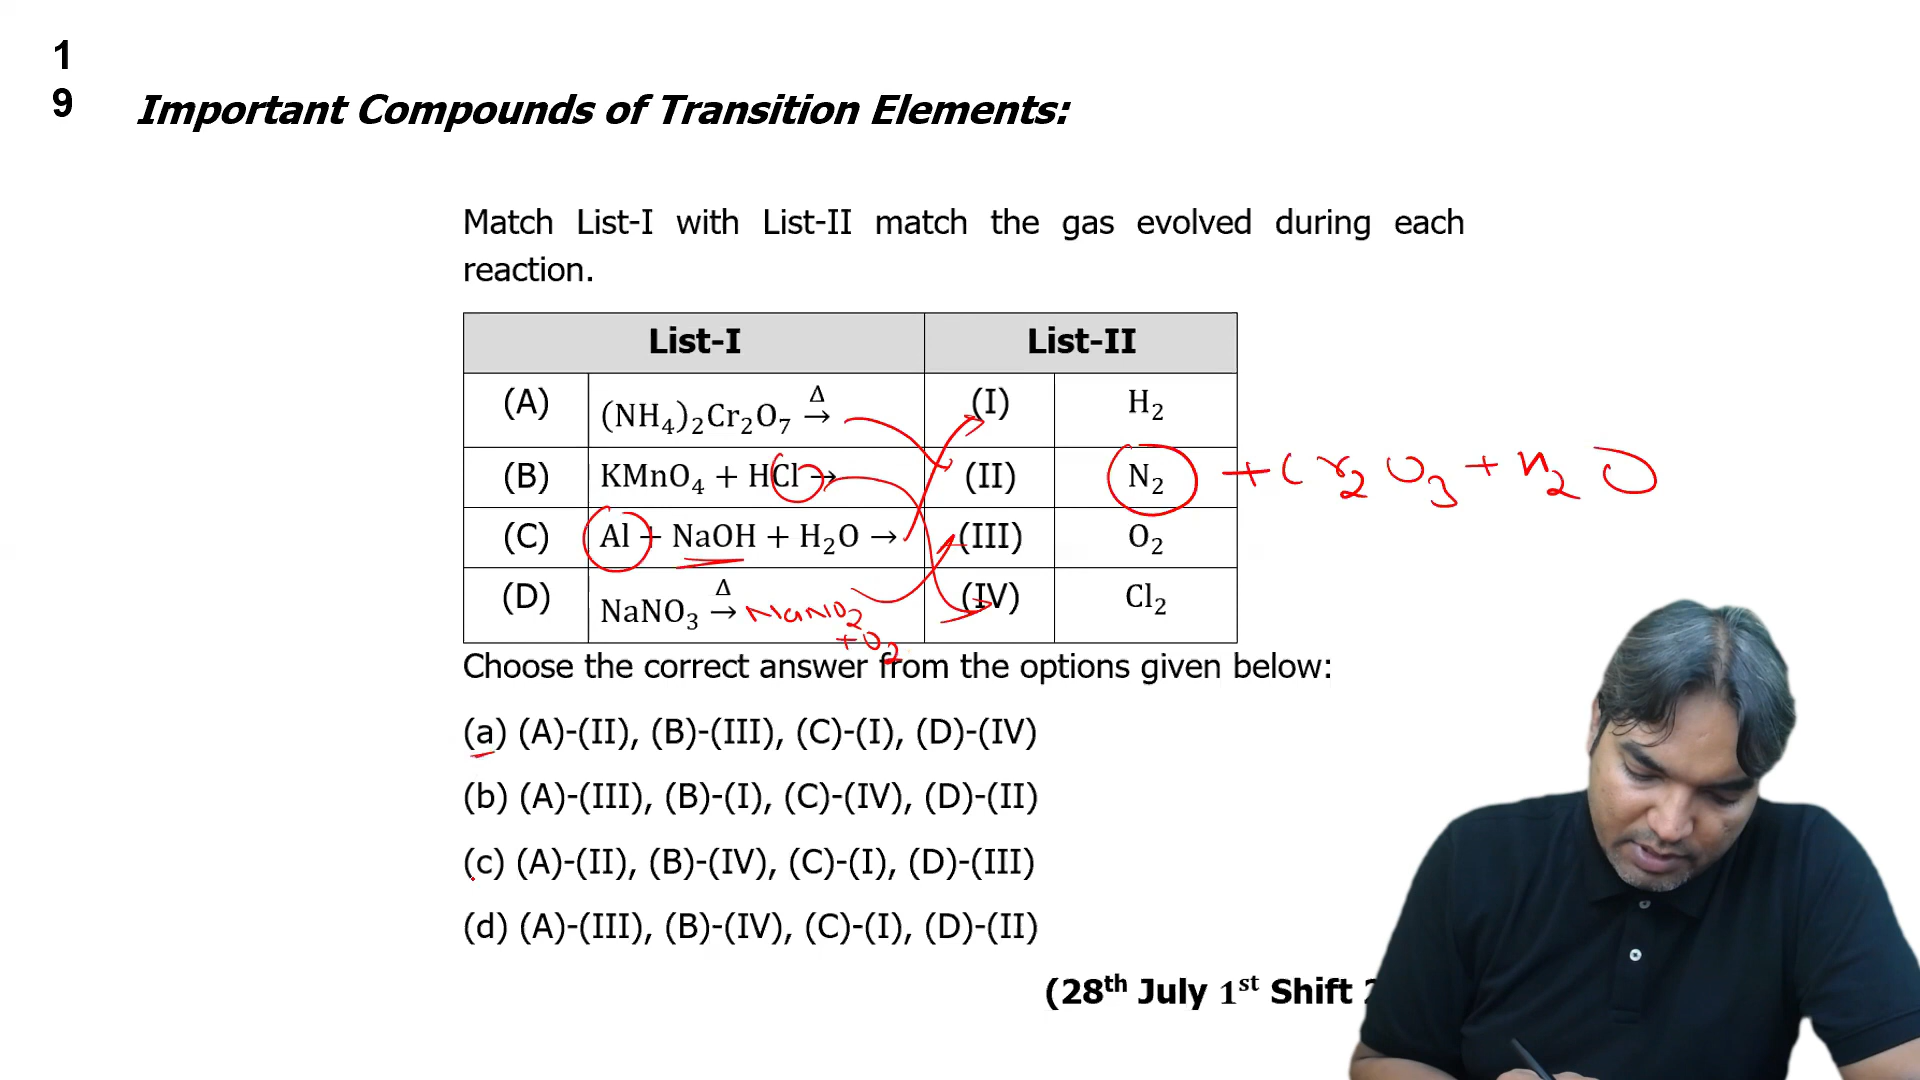 1
9
Important Compounds of Transition Elements:
Match List-I with List-II match the gas evolved during each
reaction.
List-I List-II
(A) (NH₄)₂Cr₂O₇ →Δ (I) H₂
(B) KMnO₄ + HCl → (II) N₂ + Cr₂O₃ + H₂O
(C) Al + NaOH + H₂O → (III) O₂
(D) NaNO₃ →Δ NaNO₂ (IV) Cl₂
+O₂
Choose the correct answer from the options given below:
(a) (A)-(II), (B)-(III), (C)-(I), (D)-(IV)
(b) (A)-(III), (B)-(I), (C)-(IV), (D)-(II)
(c) (A)-(II), (B)-(IV), (C)-(I), (D)-(III)
(d) (A)-(III), (B)-(IV), (C)-(I), (D)-(II)
(28th July 1st Shift